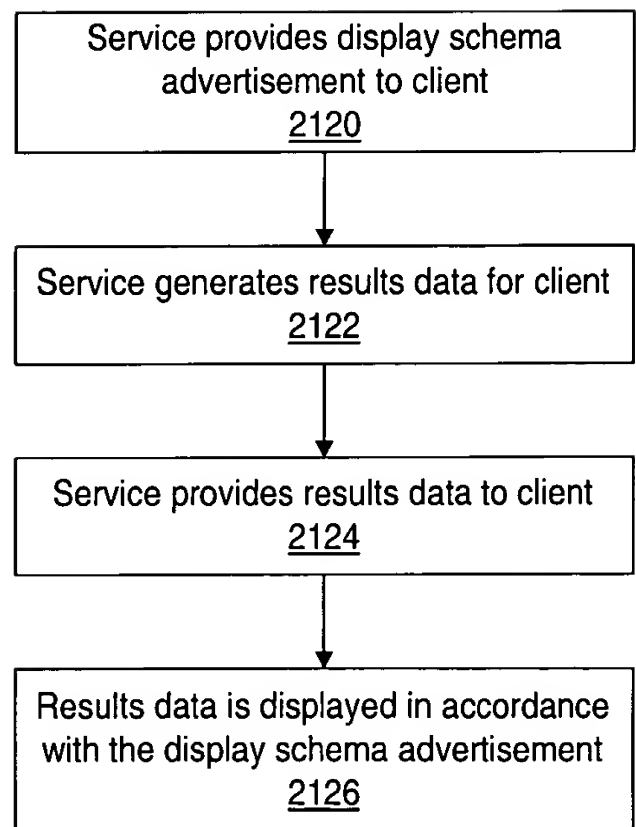 Service provides display schema
advertisement to client
2120
Service generates results data for client
2122
Service provides results data to client
2124
Results data is displayed in accordance
with the display schema advertisement
2126